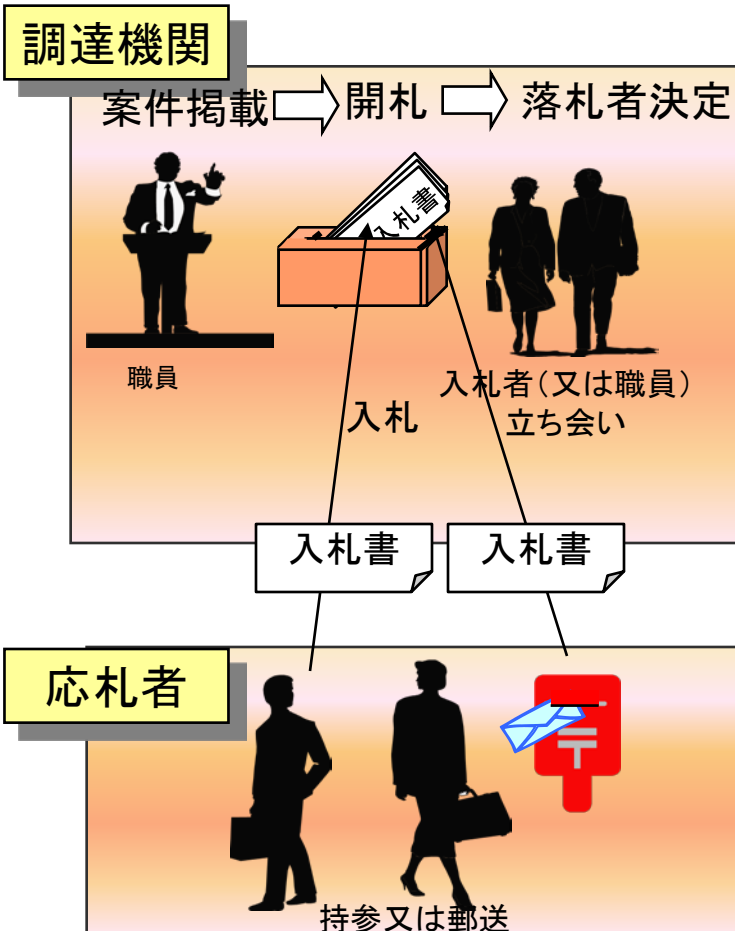 調達機関
案件掲載
開札
落札者決定
入札書
職員
入札者(又は職員)
立ち会い
入札
入札書
入札書
応札者
〒
持参又は郵送